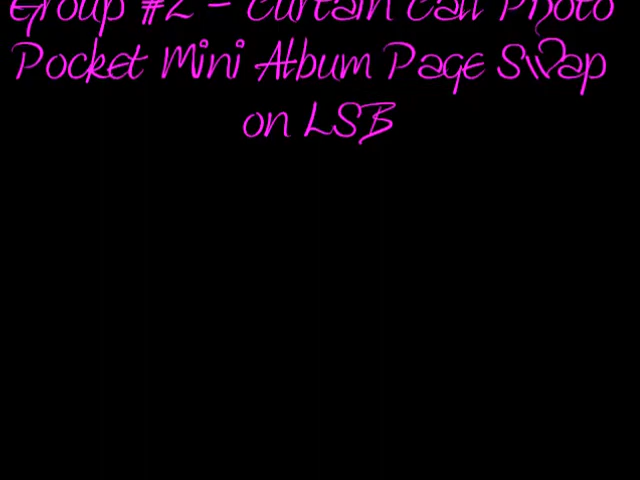 Group #2 - Curtain Call Photo
Pocket Mini Album Page Swap
on LSB